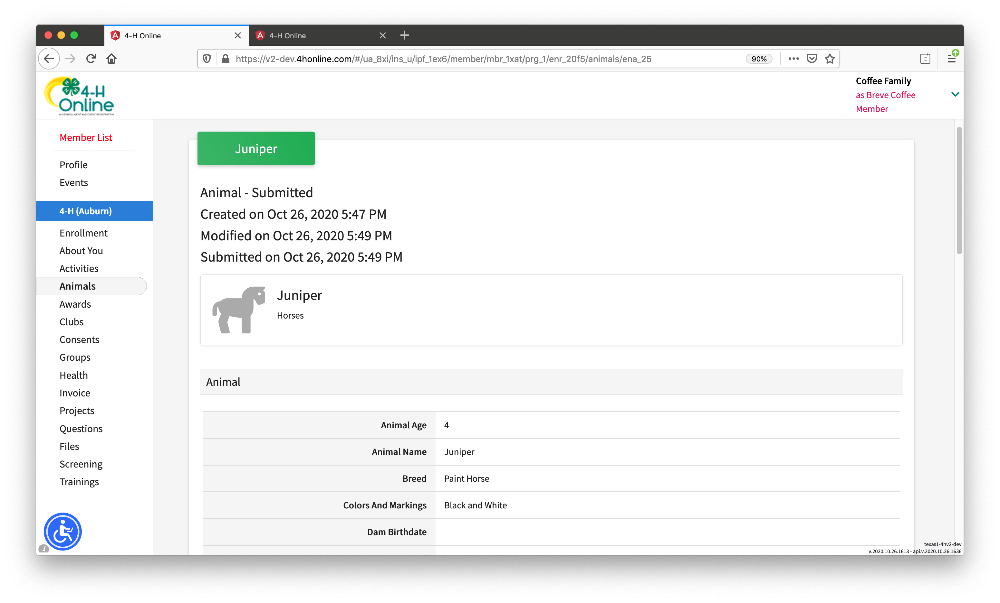 4-H Online
4-H Online
https://v2-dev.4honline.com/#/ua_8xi/ins_u/ipf_1ex6/member/mbr_1xat/prg_1/enr_20f5/animals/ena_25
90%
4-H
Online
4-H ENROLLMENT AND EVENT REGISTRATION
Coffee Family
as Breve Coffee
Member
Member List
Profile
Events
4-H (Auburn)
Enrollment
About You
Activities
Animals
Awards
Clubs
Consents
Groups
Health
Invoice
Projects
Questions
Files
Screening
Trainings
Juniper
Animal - Submitted
Created on Oct 26, 2020 5:47 PM
Modified on Oct 26, 2020 5:49 PM
Submitted on Oct 26, 2020 5:49 PM
Juniper
Horses
Animal
Animal Age 4
Animal Name Juniper
Breed Paint Horse
Colors And Markings Black and White
Dam Birthdate
texas1-4hv2-dev
v.2020.10.26.1613 - api.v.2020.10.26.1636